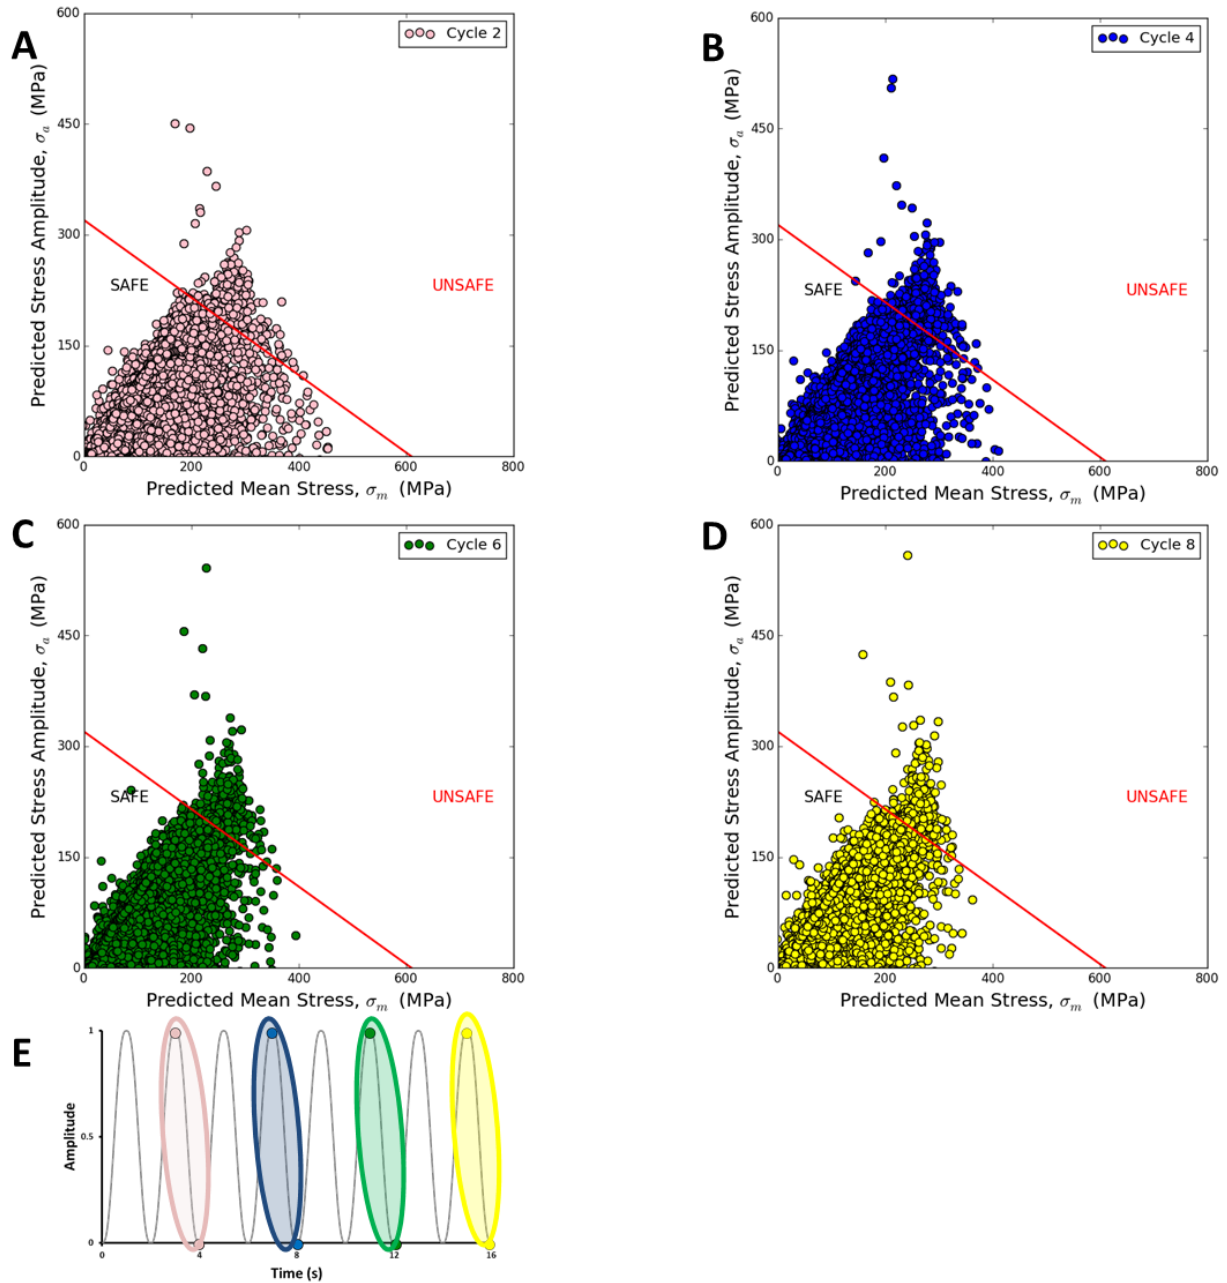 A
600
450
300
150
0
Predicted Stress Amplitude, σa (MPa)
Cycle 2
SAFE
UNSAFE
0 200 400 600 800
Predicted Mean Stress, σm (MPa)
B
600
450
300
150
0
Predicted Stress Amplitude, σa (MPa)
Cycle 4
SAFE
UNSAFE
0 200 400 600 800
Predicted Mean Stress, σm (MPa)
C
600
450
300
150
0
Predicted Stress Amplitude, σa (MPa)
Cycle 6
SAFE
UNSAFE
0 200 400 600 800
Predicted Mean Stress, σm (MPa)
D
600
450
300
150
0
Predicted Stress Amplitude, σa (MPa)
Cycle 8
SAFE
UNSAFE
0 200 400 600 800
Predicted Mean Stress, σm (MPa)
E
1
0.5
0
Amplitude
0 4 8 12 16
Time (s)